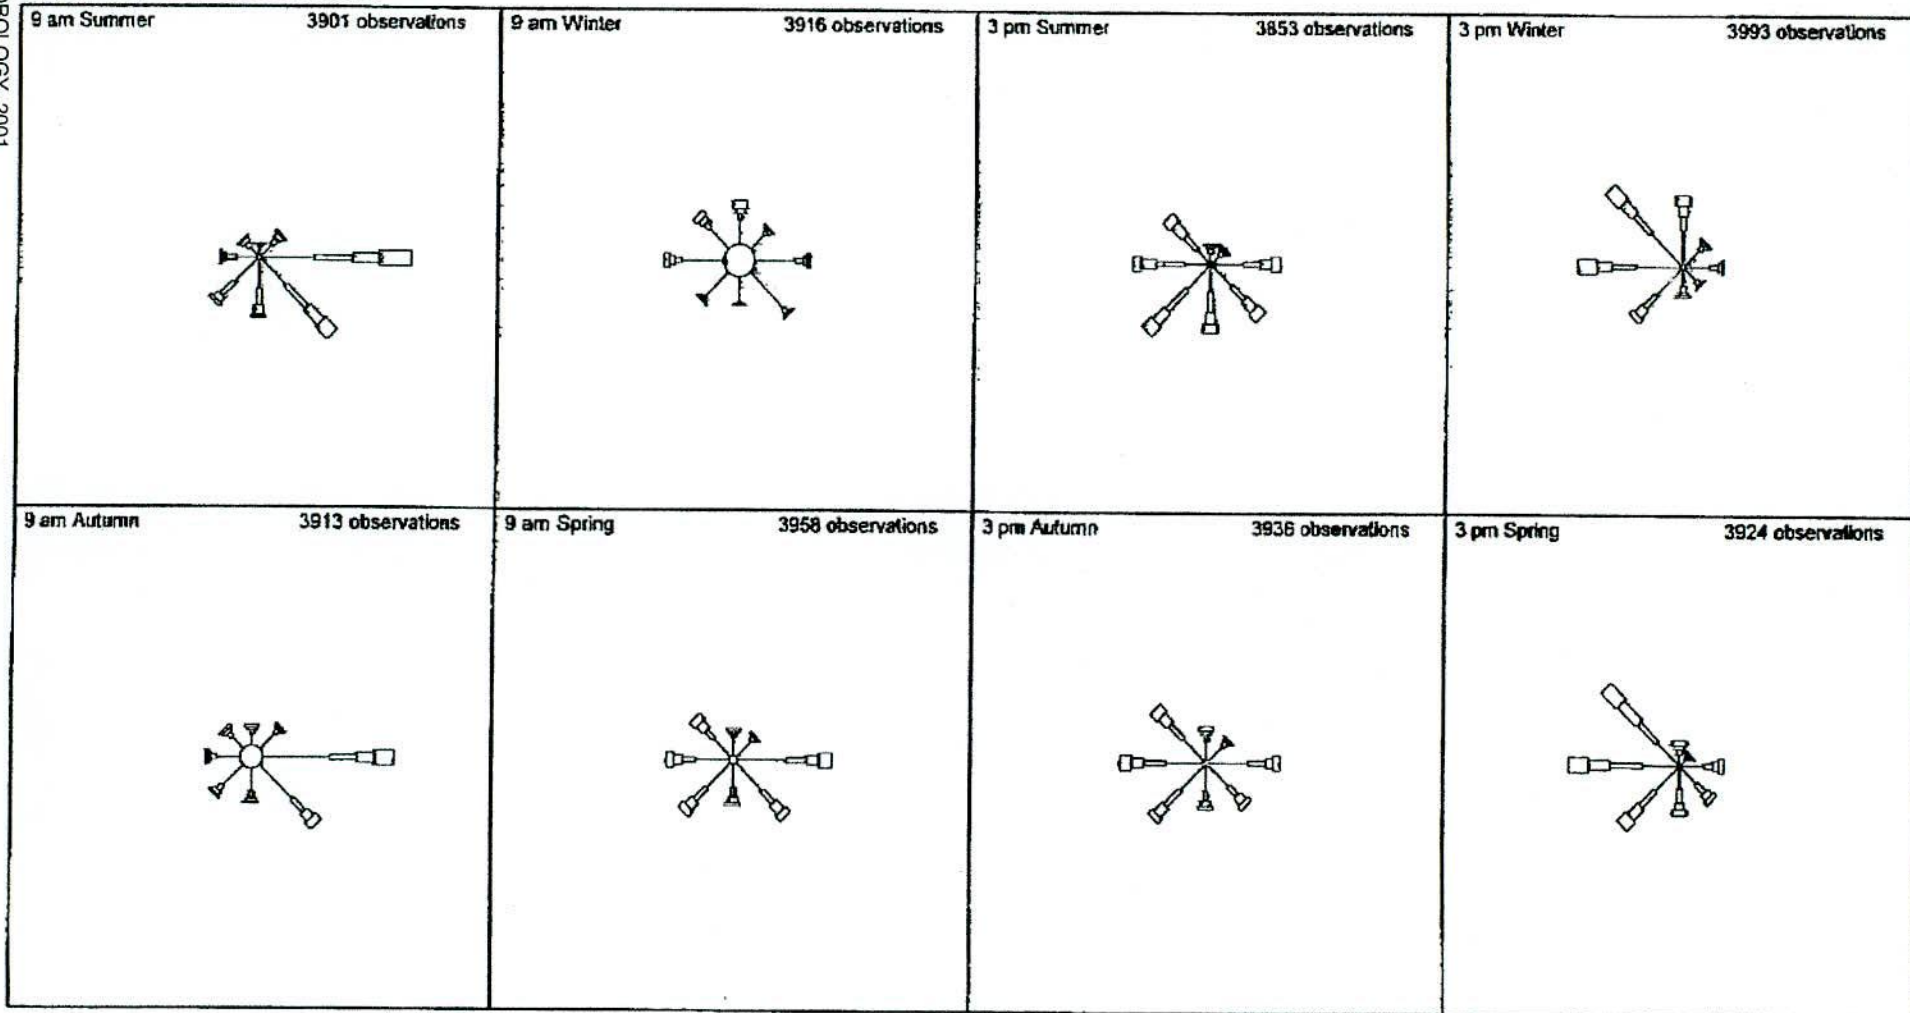 9 am Summer 3901 observations
9 am Winter 3916 observations
3 pm Summer 3853 observations
3 pm Winter 3993 observations
9 am Autumn 3913 observations
9 am Spring 3958 observations
3 pm Autumn 3936 observations
3 pm Spring 3924 observations
2001